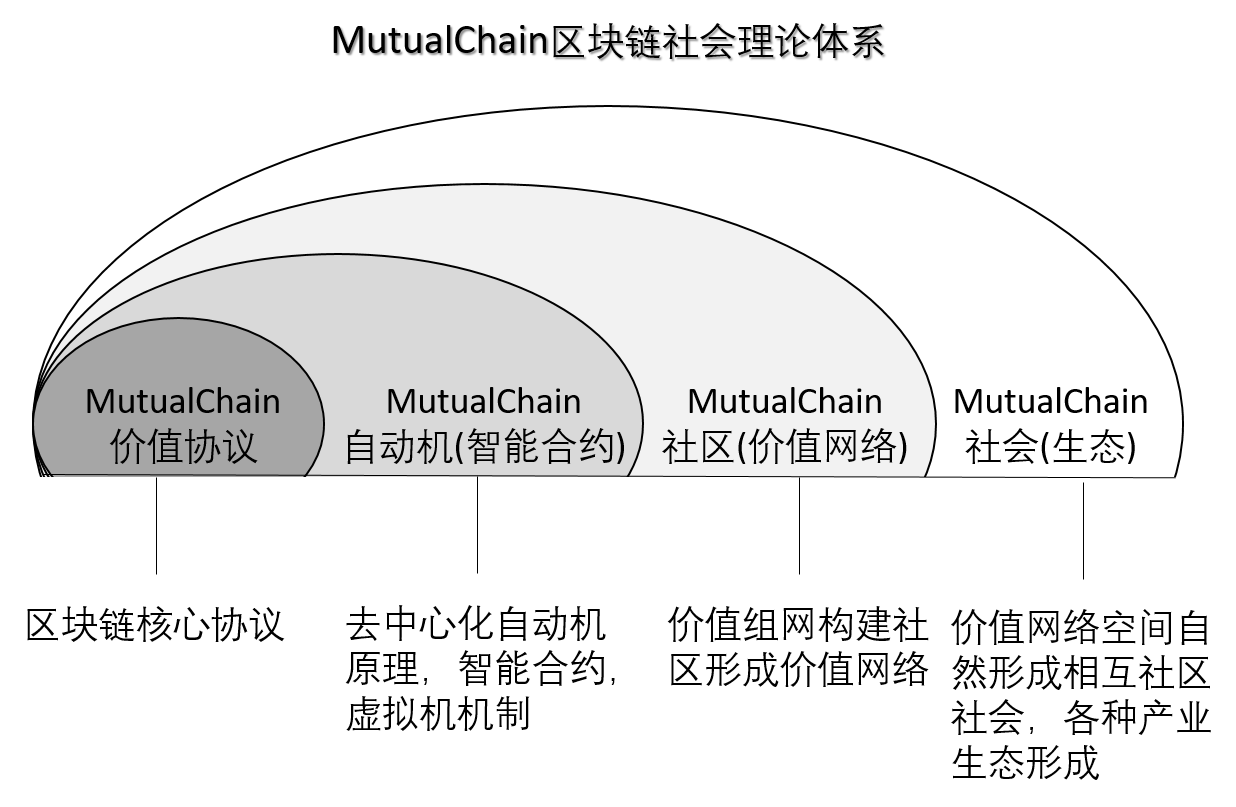 MutualChain区块链社会理论体系
MutualChain
价值协议
MutualChain
自动机(智能合约)
MutualChain
社区(价值网络)
MutualChain
社会(生态)
区块链核心协议
去中心化自动机
原理，智能合约，
虚拟机机制
价值组网构建社
区形成价值网络
价值网络空间自
然形成相互社区
社会，各种产业
生态形成